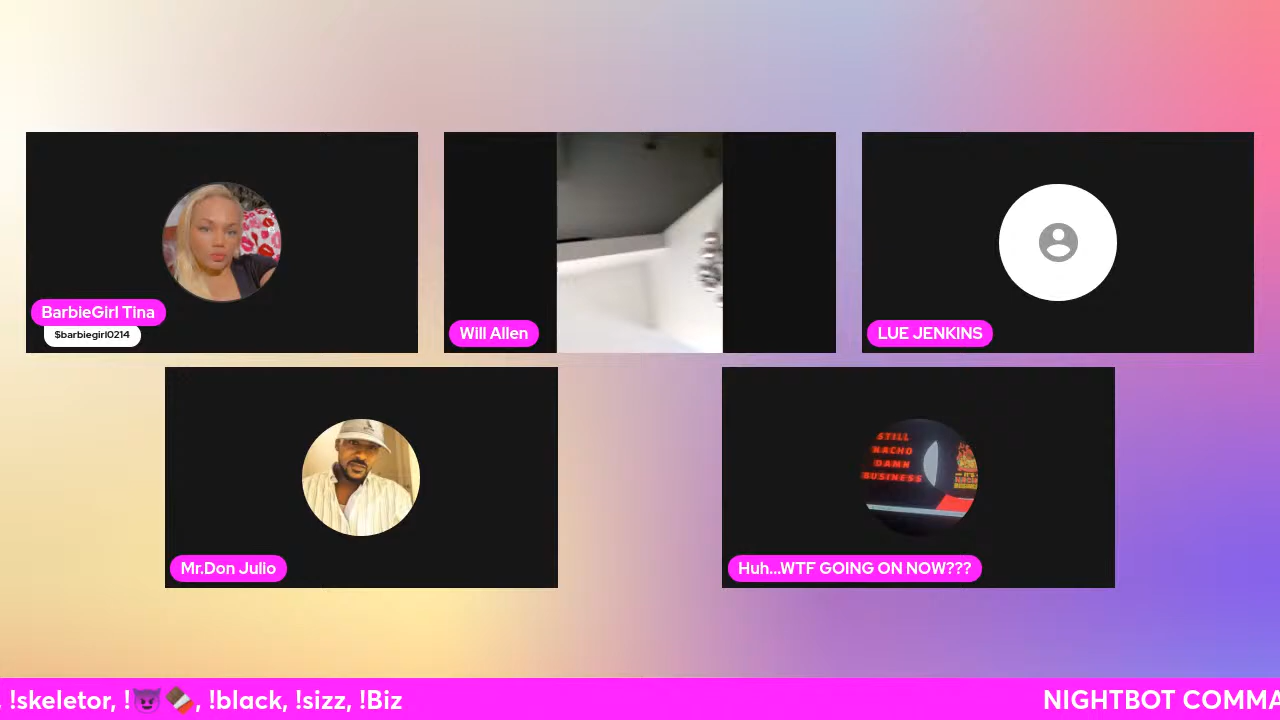 BarbieGirl Tina
$barbiegirl0214
Will Allen
LUE JENKINS
STILL
NACHO
DAMN
BUSINESS
Mr.Don Julio
Huh...WTF GOING ON NOW???
, !skeletor, !😈🍫, !black, !sizz, !Biz
NIGHTBOT COMMA